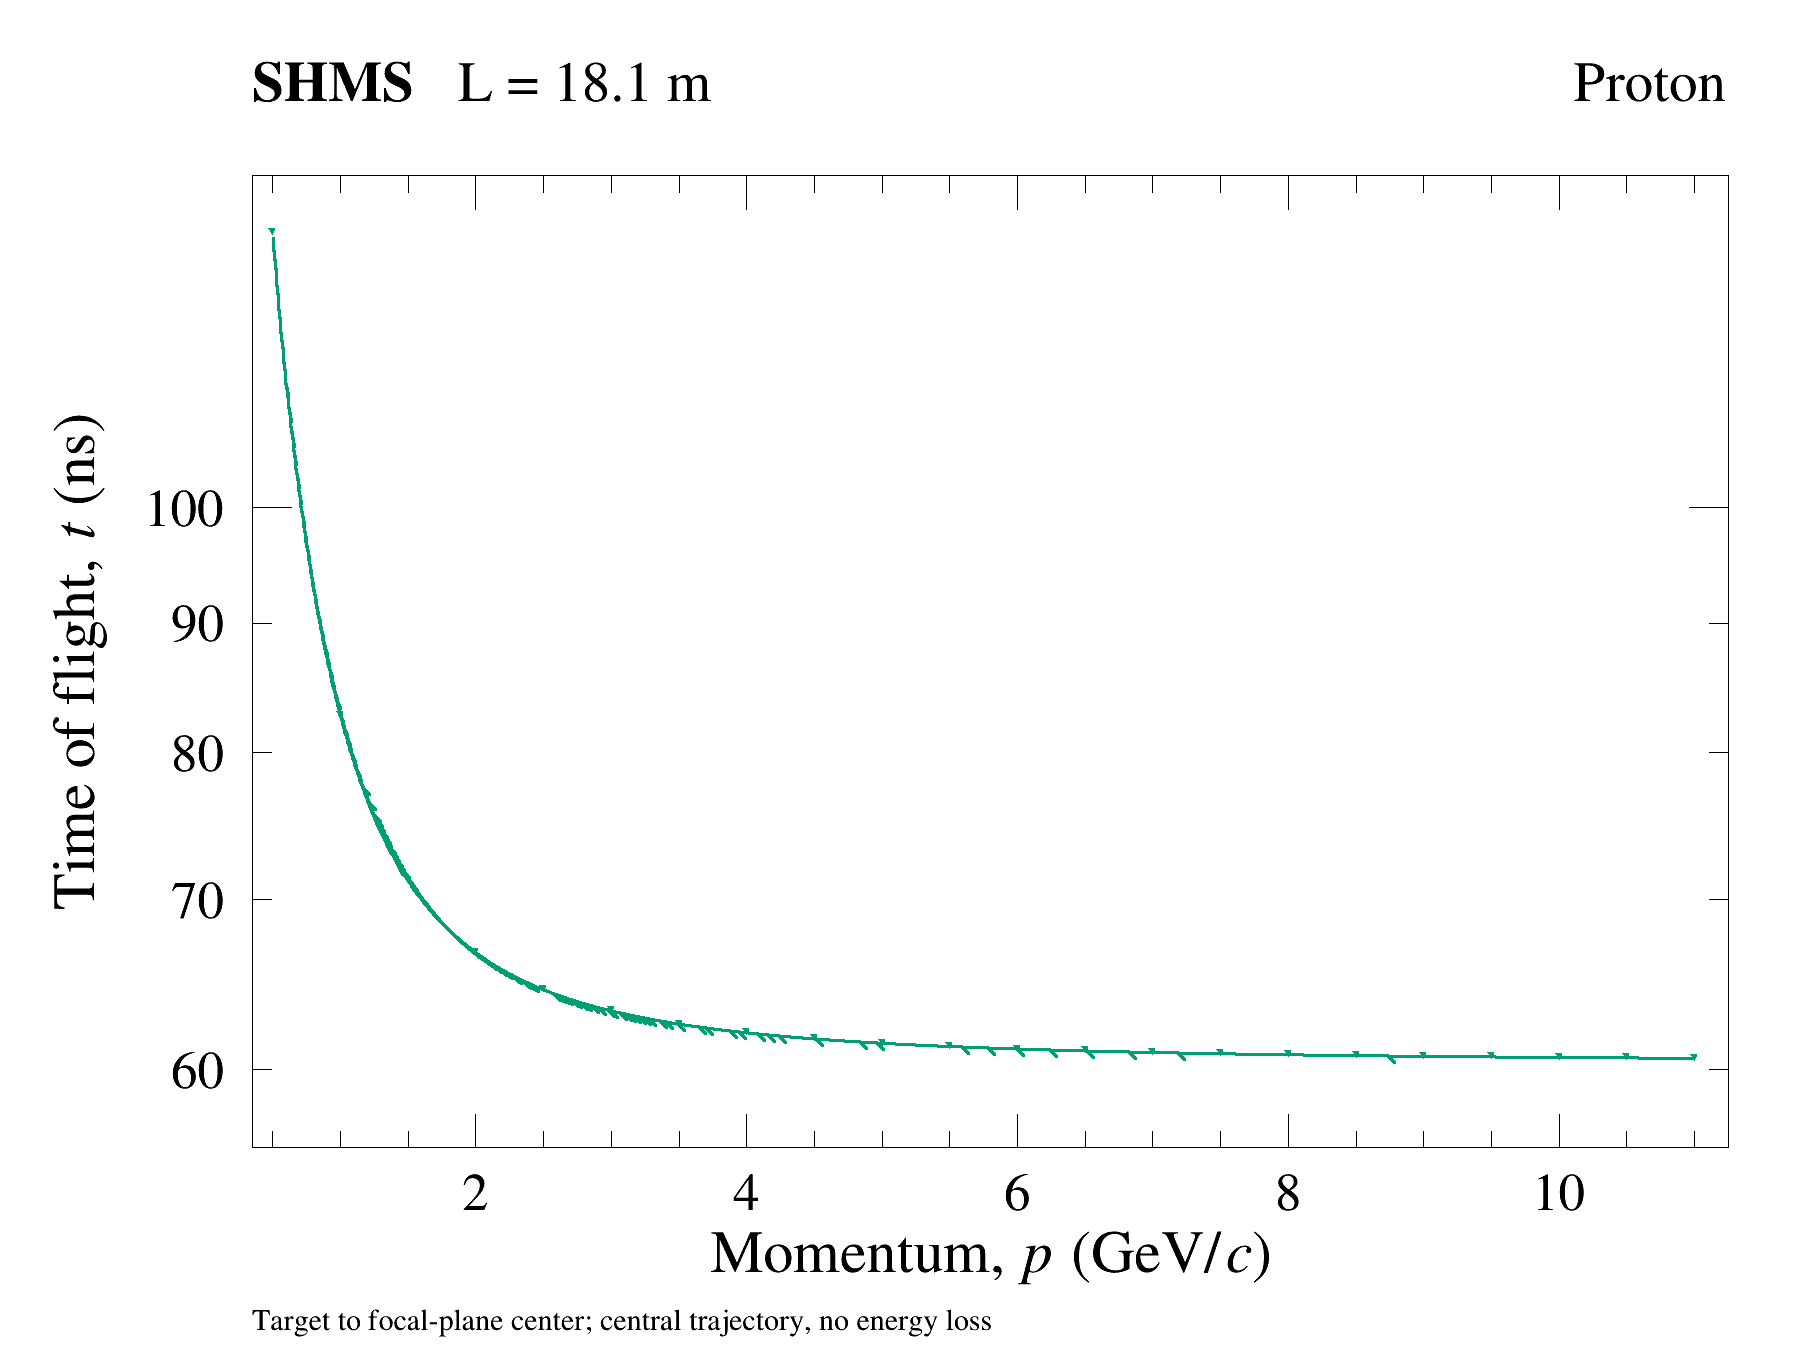 SHMS L = 18.1 m
Proton
Time of flight, t (ns)
100
90
80
70
60
2 4 6 8 10
Momentum, p (GeV/c)
Target to focal-plane center; central trajectory, no energy loss